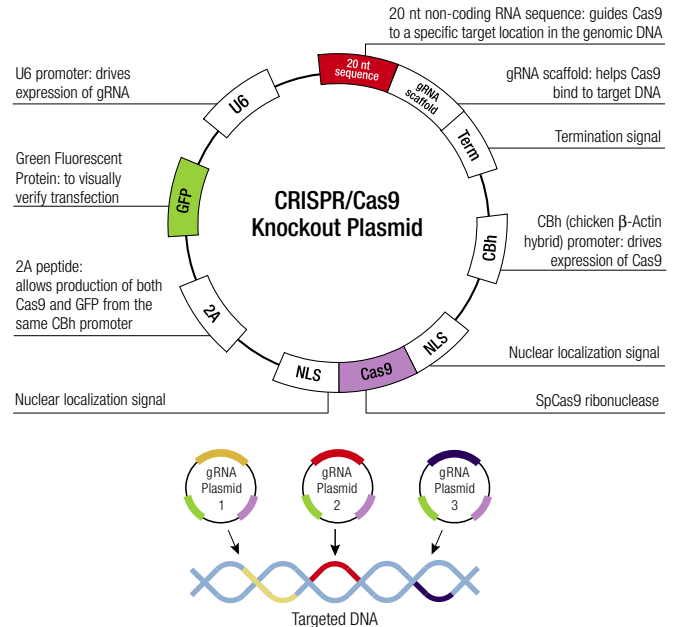 20 nt non-coding RNA sequence: guides Cas9
to a specific target location in the genomic DNA
U6 promoter: drives
expression of gRNA
gRNA scaffold: helps Cas9
bind to target DNA
Termination signal
Green Fluorescent
Protein: to visually
verify transfection
CBh (chicken β-Actin
hybrid) promoter: drives
expression of Cas9
2A peptide:
allows production of both
Cas9 and GFP from the
same CBh promoter
Nuclear localization signal
Nuclear localization signal
SpCas9 ribonuclease
CRISPR/Cas9
Knockout Plasmid
20 nt
sequence
gRNA
scaffold
Term
CBh
NLS
Cas9
NLS
2A
GFP
U6
gRNA
Plasmid
1
gRNA
Plasmid
2
gRNA
Plasmid
3
Targeted DNA